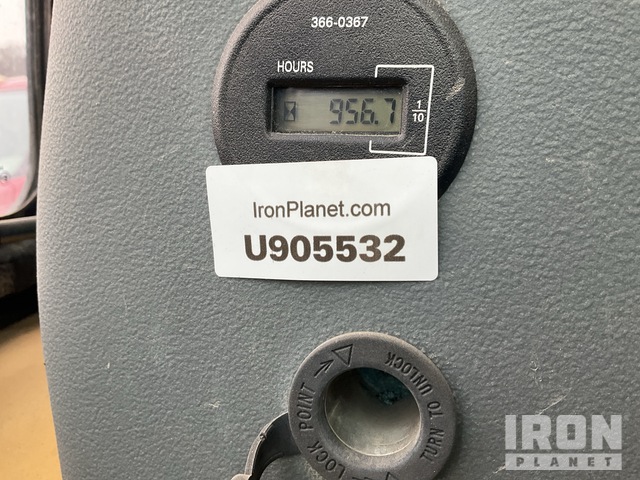 366-0367
HOURS
956.7
1/10
IronPlanet.com
U905532
LOCK POINT
TURN TO UNLOCK
IRON
PLANET